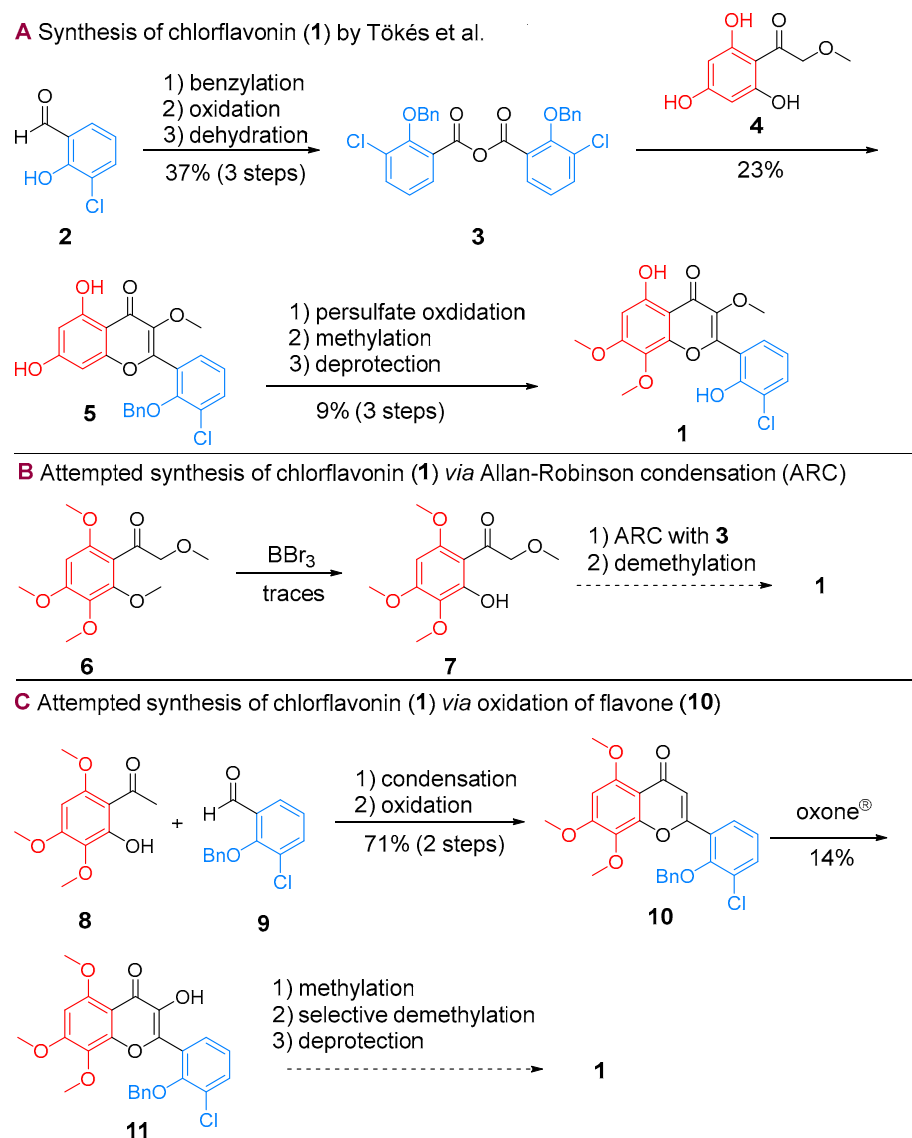 A Synthesis of chlorflavonin (1) by Tökés et al.
O
H
HO
Cl
2
1) benzylation
2) oxidation
3) dehydration
37% (3 steps)
OBn
O
O
OBn
Cl
O
Cl
3
OH
O
O
HO
OH
4
23%
OH
O
O
HO
O
BnO
Cl
5
1) persulfate oxdidation
2) methylation
3) deprotection
9% (3 steps)
OH
O
O
O
O
O
HO
Cl
1
B Attempted synthesis of chlorflavonin (1) via Allan-Robinson condensation (ARC)
O
O
O
O
O
O
6
BBr3
traces
O
O
O
O
OH
O
7
1) ARC with 3
2) demethylation
1
C Attempted synthesis of chlorflavonin (1) via oxidation of flavone (10)
O
O
O
OH
O
8
+
O
H
BnO
Cl
9
1) condensation
2) oxidation
71% (2 steps)
O
O
O
O
O
BnO
Cl
10
oxone®
14%
O
O
OH
O
O
O
BnO
Cl
11
1) methylation
2) selective demethylation
3) deprotection
1